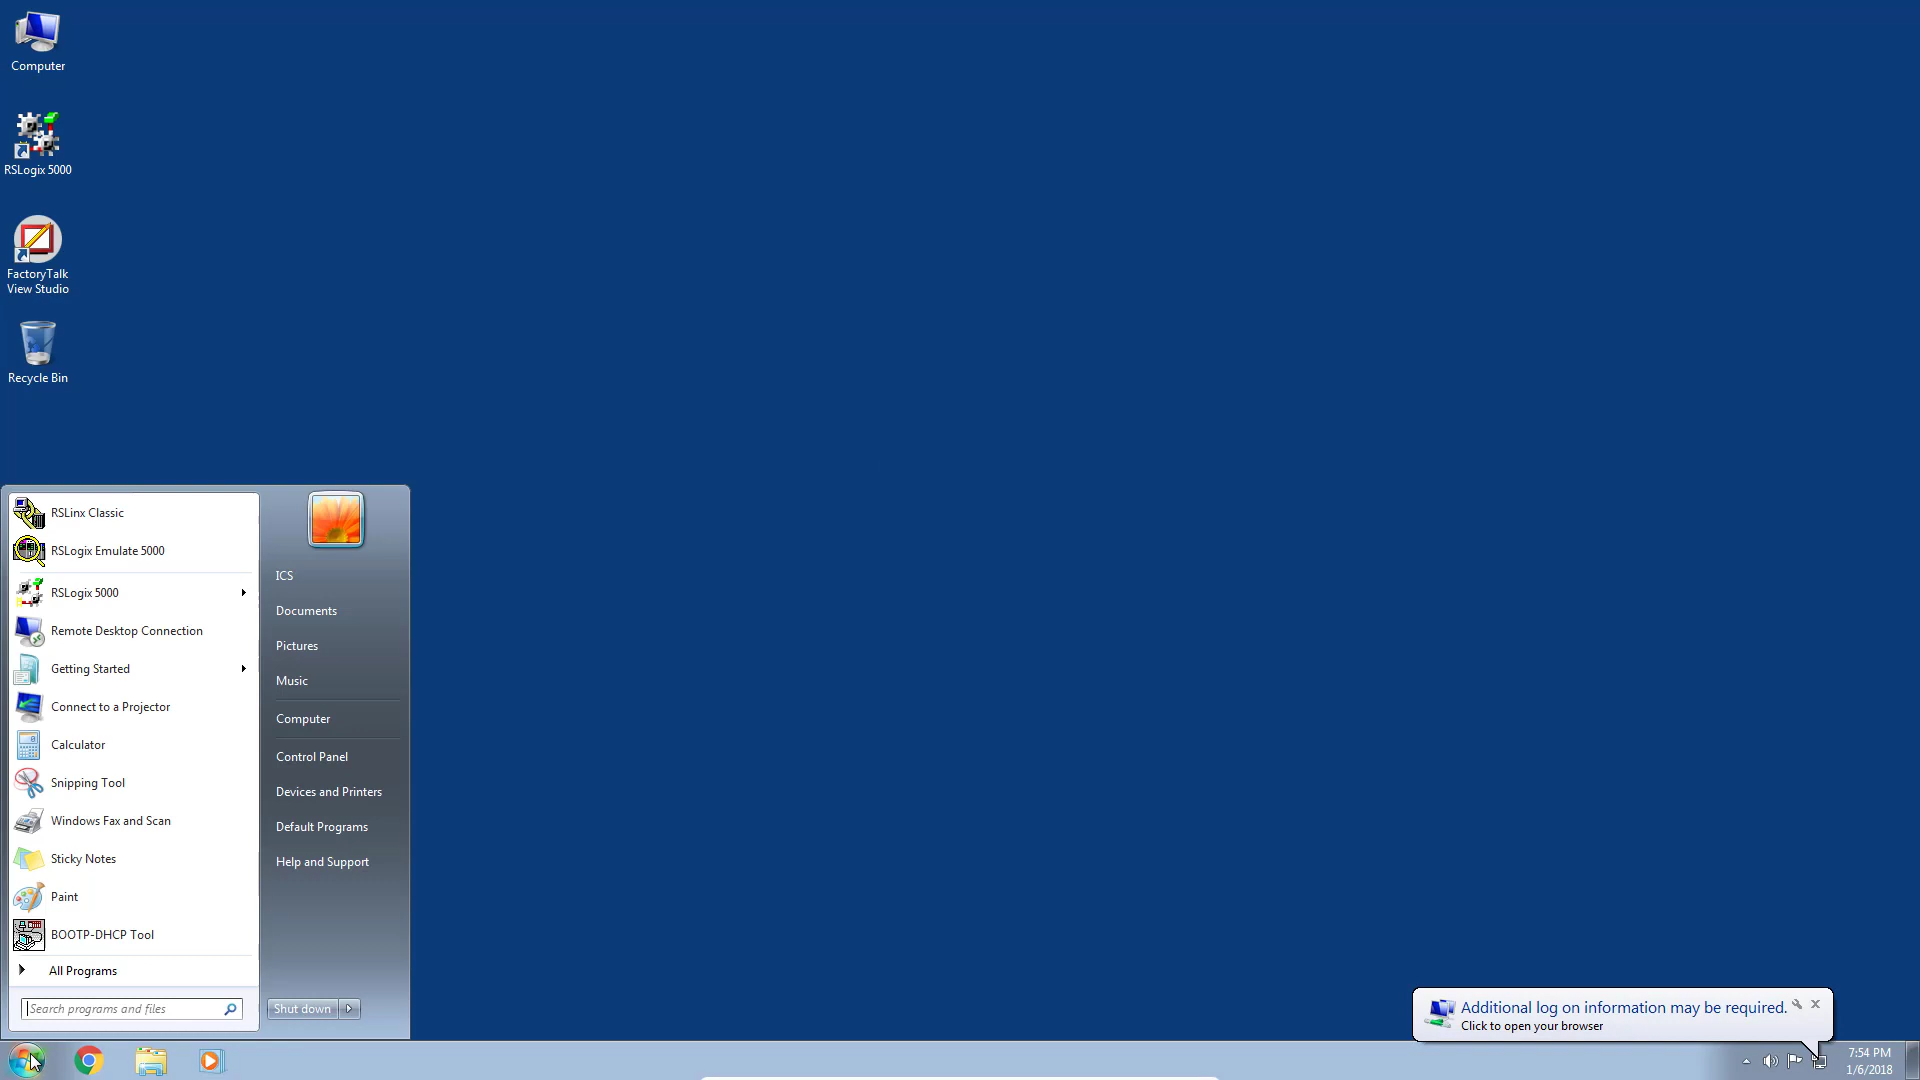 Computer
RSLogix 5000
FactoryTalk
View Studio
Recycle Bin
RSLinx Classic
RSLogix Emulate 5000
RSLogix 5000
Remote Desktop Connection
Getting Started
Connect to a Projector
Calculator
Snipping Tool
Windows Fax and Scan
Sticky Notes
Paint
BOOTP-DHCP Tool
All Programs
Search programs and files
ICS
Documents
Pictures
Music
Computer
Control Panel
Devices and Printers
Default Programs
Help and Support
Shut down
Additional log on information may be required.
Click to open your browser
7:54 PM
1/6/2018